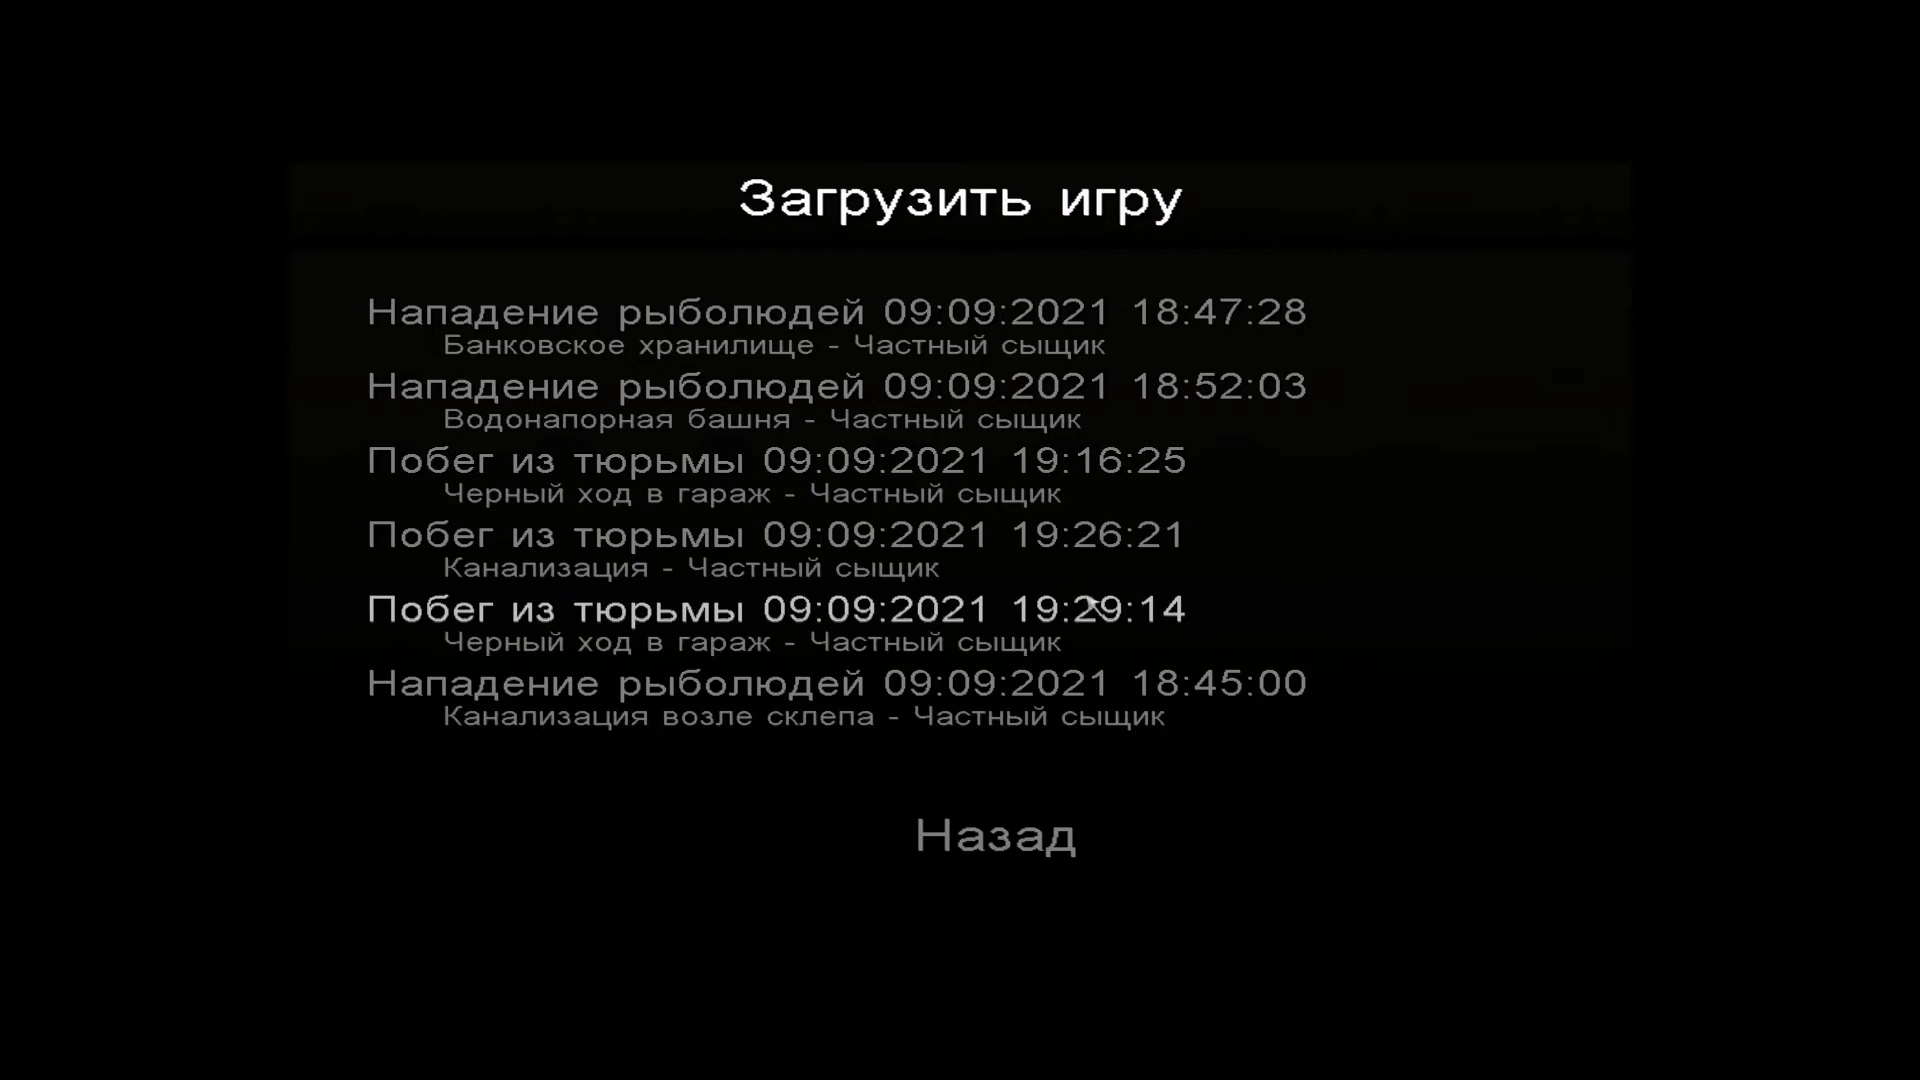 Загрузить игру
Нападение рыболюдей 09:09:2021 18:47:28
Банковское хранилище - Частный сыщик
Нападение рыболюдей 09:09:2021 18:52:03
Водонапорная башня - Частный сыщик
Побег из тюрьмы 09:09:2021 19:16:25
Черный ход в гараж - Частный сыщик
Побег из тюрьмы 09:09:2021 19:26:21
Канализация - Частный сыщик
Побег из тюрьмы 09:09:2021 19:29:14
Черный ход в гараж - Частный сыщик
Нападение рыболюдей 09:09:2021 18:45:00
Канализация возле склепа - Частный сыщик
Назад